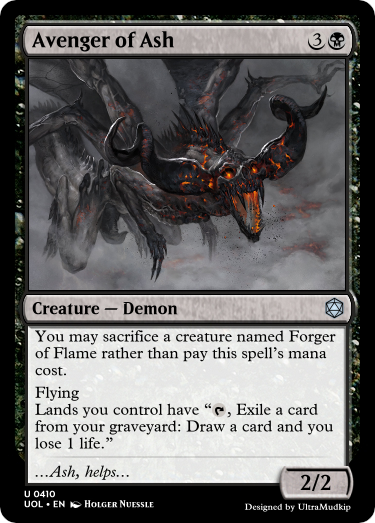 Avenger of Ash 3
Creature — Demon
You may sacrifice a creature named Forger
of Flame rather than pay this spell's mana
cost.
Flying
Lands you control have “, Exile a card
from your graveyard: Draw a card and you
lose 1 life.”
…Ash, helps…
2/2
U 0410
UOL • EN Holger Nuessle
Designed by UltraMudkip